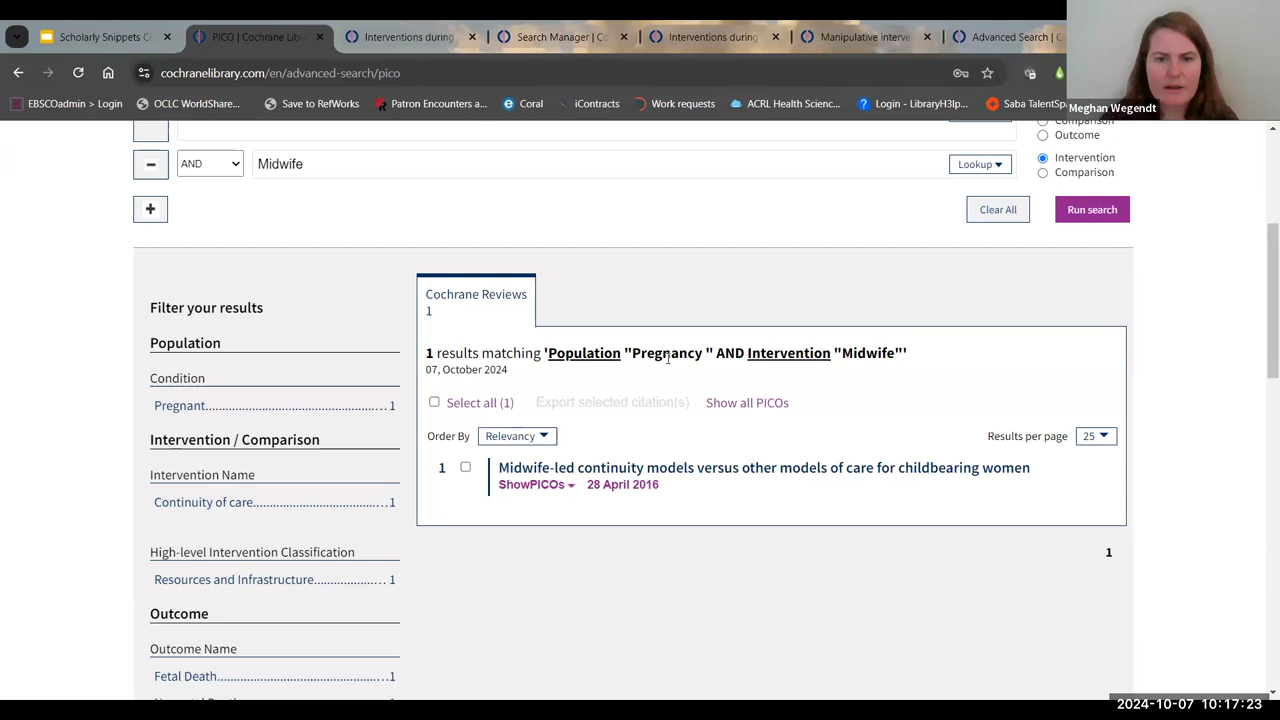 Scholarly Snippets C
PICO | Cochrane Lib
Interventions during
Search Manager | Co
Interventions during
Manipulative interve
Advanced Search | C
cochranelibrary.com/en/advanced-search/pico
EBSCOadmin > Login
OCLC WorldShare...
Save to RefWorks
Patron Encounters a...
Coral
iContracts
Work requests
ACRL Health Scienc...
Login - LibraryH3lp...
Saba TalentSp
Meghan Wegendt
Comparison
Outcome
AND
Midwife
Lookup
Intervention
Comparison
Clear All
Run search
Cochrane Reviews
1
Filter your results
Population
1 results matching 'Population "Pregnancy " AND Intervention "Midwife"'
07, October 2024
Condition
Select all (1)
Export selected citation(s)
Show all PICOs
Pregnant 1
Order By
Relevancy
Results per page
25
Intervention / Comparison
1
Midwife-led continuity models versus other models of care for childbearing women
ShowPICOs
28 April 2016
Intervention Name
Continuity of care 1
High-level Intervention Classification
1
Resources and Infrastructure 1
Outcome
Outcome Name
Fetal Death 1
2024-10-07 10:17:23